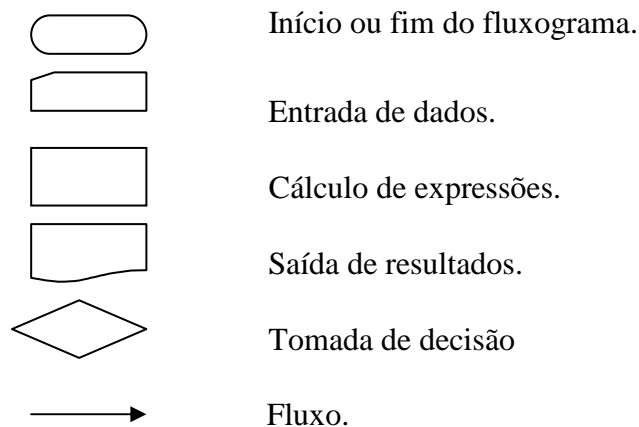 Início ou fim do fluxograma.
Entrada de dados.
Cálculo de expressões.
Saída de resultados.
Tomada de decisão
Fluxo.